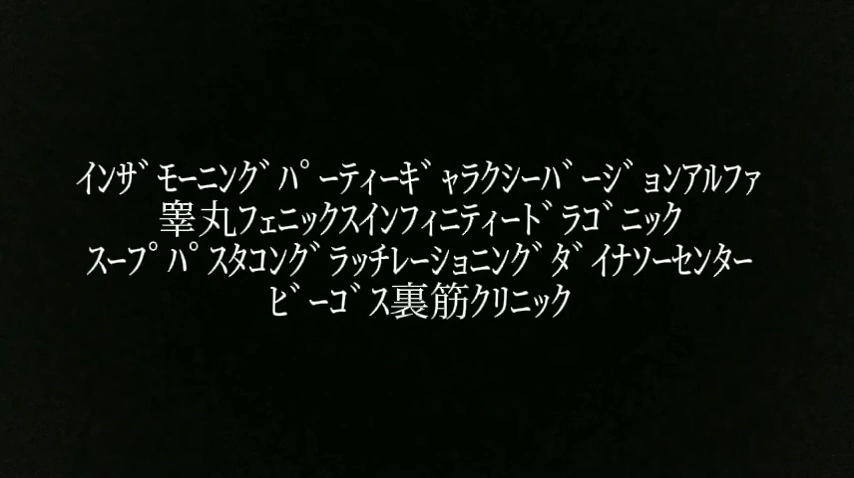 ｲﾝｻﾞﾓｰﾆﾝｸﾞﾊﾟｰﾃｨｰｷﾞｬﾗｸｼｰﾊﾞｰｼﾞｮﾝｱﾙﾌｧ
睾丸ﾌｪﾆｯｸｽｲﾝﾌｨﾆﾃｨｰﾄﾞﾗｺﾞﾆｯｸ
ｽｰﾌﾟﾊﾟｽﾀｺﾝｸﾞﾗｯﾁﾚｰｼｮﾆﾝｸﾞﾀﾞｲﾅｿｰｾﾝﾀｰ
ﾋﾞｰｺﾞｽ裏筋ｸﾘﾆｯｸ